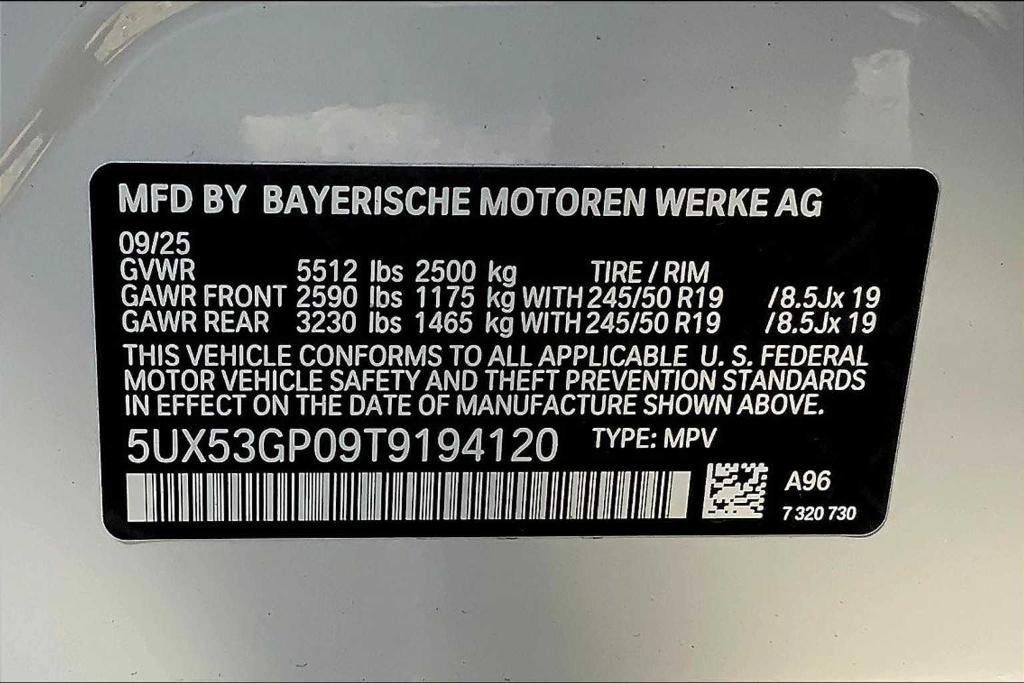 MFD BY BAYERISCHE MOTOREN WERKE AG
09/25
GVWR 5512 lbs 2500 kg TIRE / RIM
GAWR FRONT 2590 lbs 1175 kg WITH 245/50 R19 /8.5Jx 19
GAWR REAR 3230 lbs 1465 kg WITH 245/50 R19 /8.5Jx 19
THIS VEHICLE CONFORMS TO ALL APPLICABLE U. S. FEDERAL
MOTOR VEHICLE SAFETY AND THEFT PREVENTION STANDARDS
IN EFFECT ON THE DATE OF MANUFACTURE SHOWN ABOVE.
5UX53GP09T9194120 TYPE: MPV
A96
7 320 730